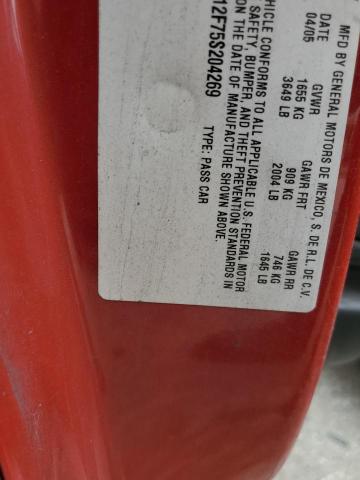 MFD BY GENERAL MOTORS DE MEXICO, S. DE R.L. DE C.V.
DATE GVWR GAWR FRT GAWR RR
04/05 1655 KG 909 KG 746 KG
3649 LB 2004 LB 1645 LB
HICLE CONFORMS TO ALL APPLICABLE U.S. FEDERAL MOTOR
SAFETY, BUMPER, AND THEFT PREVENTION STANDARDS IN
ON THE DATE OF MANUFACTURE SHOWN ABOVE.
12F75S204269 TYPE: PASS CAR